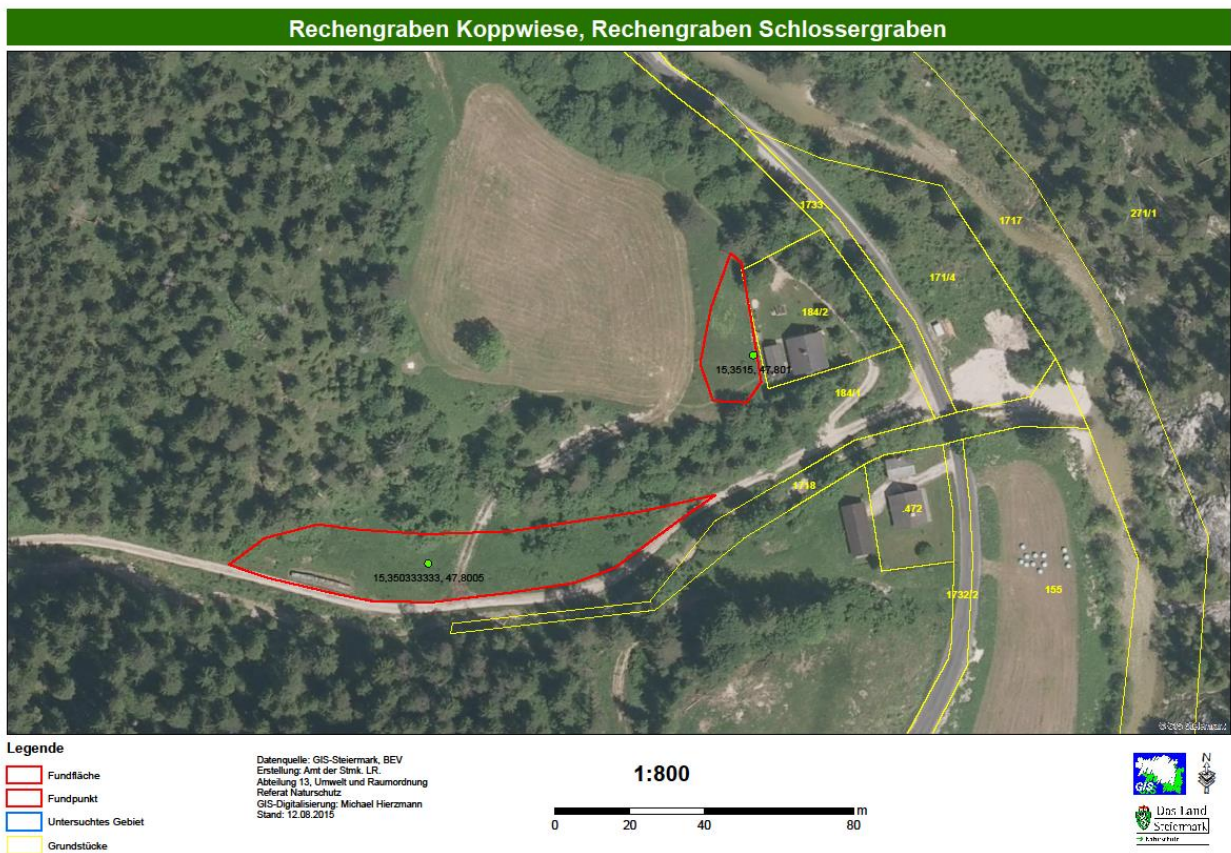 Rechengraben Koppwiese, Rechengraben Schlossergraben
1733
1717
271/1
171/4
184/2
15,3515, 47,801
184/1
1718
.472
15,350333333, 47,8005
1732/2
155
Legende
Fundfläche
Fundpunkt
Untersuchtes Gebiet
Grundstücke
Datenquelle: GIS-Steiermark, BEV
Erstellung: Amt der Stmk. LR.
Abteilung 13, Umwelt und Raumordnung
Referat Naturschutz
GIS-Digitalisierung: Michael Hierzmann
Stand: 12.08.2015
1:800
m
0 20 40 80
GIS
N
Das Land
Steiermark